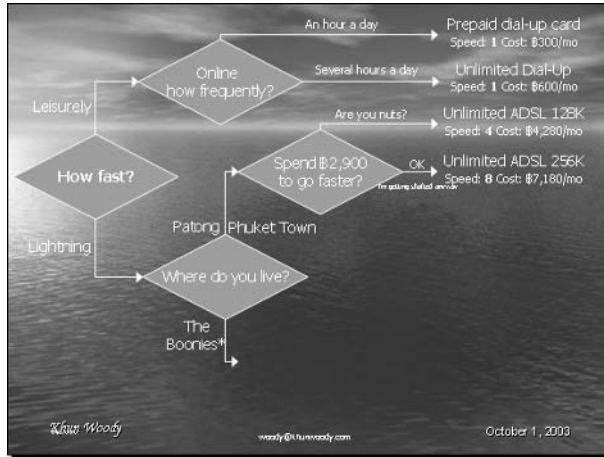 An hour a day
Prepaid dial-up card
Speed: 1 Cost: ฿300/mo
Online
how frequently?
Several hours a day
Unlimited Dial-Up
Speed: 1 Cost: ฿600/mo
Leisurely
Are you nuts?
Unlimited ADSL 128K
Speed: 4 Cost: ฿4,280/mo
How fast?
Spend ฿2,900
to go faster?
OK
I'm getting shafted anyway
Unlimited ADSL 256K
Speed: 8 Cost: ฿7,180/mo
Patong
Phuket Town
Lightning
Where do you live?
The
Boonies*
Khun Woody
woody@khunwoody.com
October 1, 2003